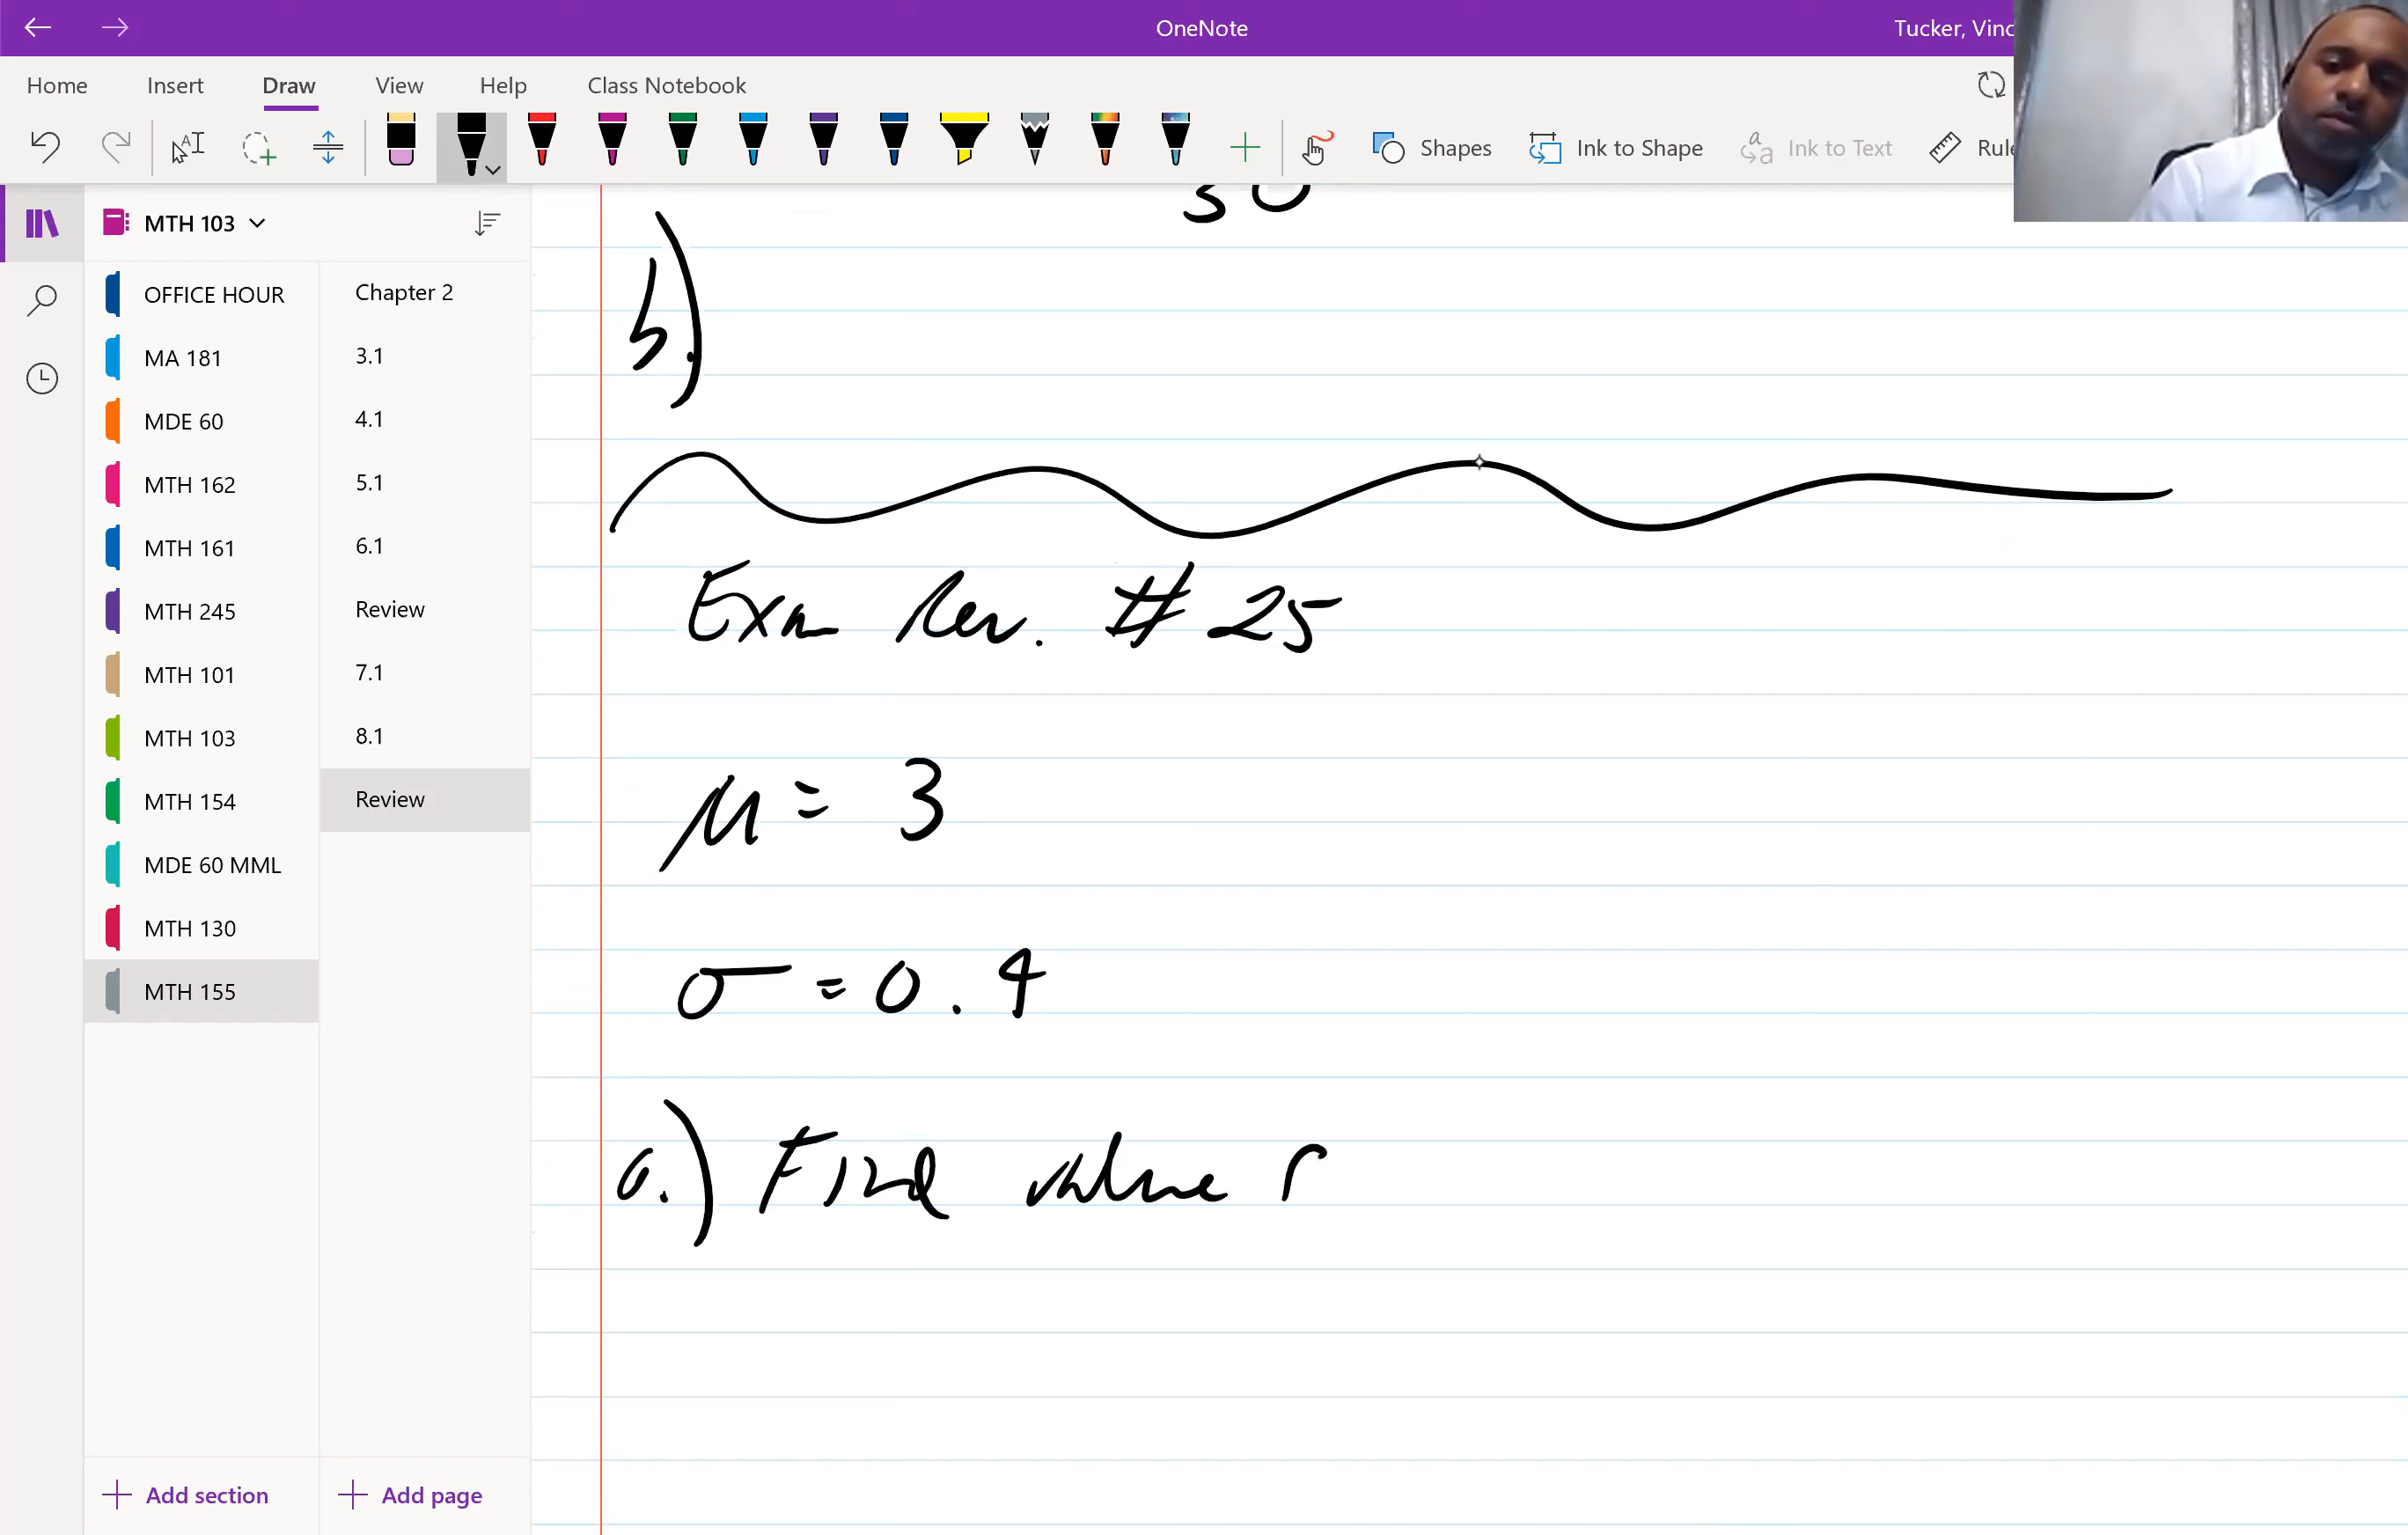 OneNote
Tucker, Vinc
Home Insert Draw View Help Class Notebook
Shapes Ink to Shape Ink to Text Rule
MTH 103
OFFICE HOUR
MA 181
MDE 60
MTH 162
MTH 161
MTH 245
MTH 101
MTH 103
MTH 154
MDE 60 MML
MTH 130
MTH 155
Add section
Chapter 2
3.1
4.1
5.1
6.1
Review
7.1
8.1
Review
Add page
30
b.)
Exm Rev. # 25
μ = 3
σ = 0.4
a.) Find value